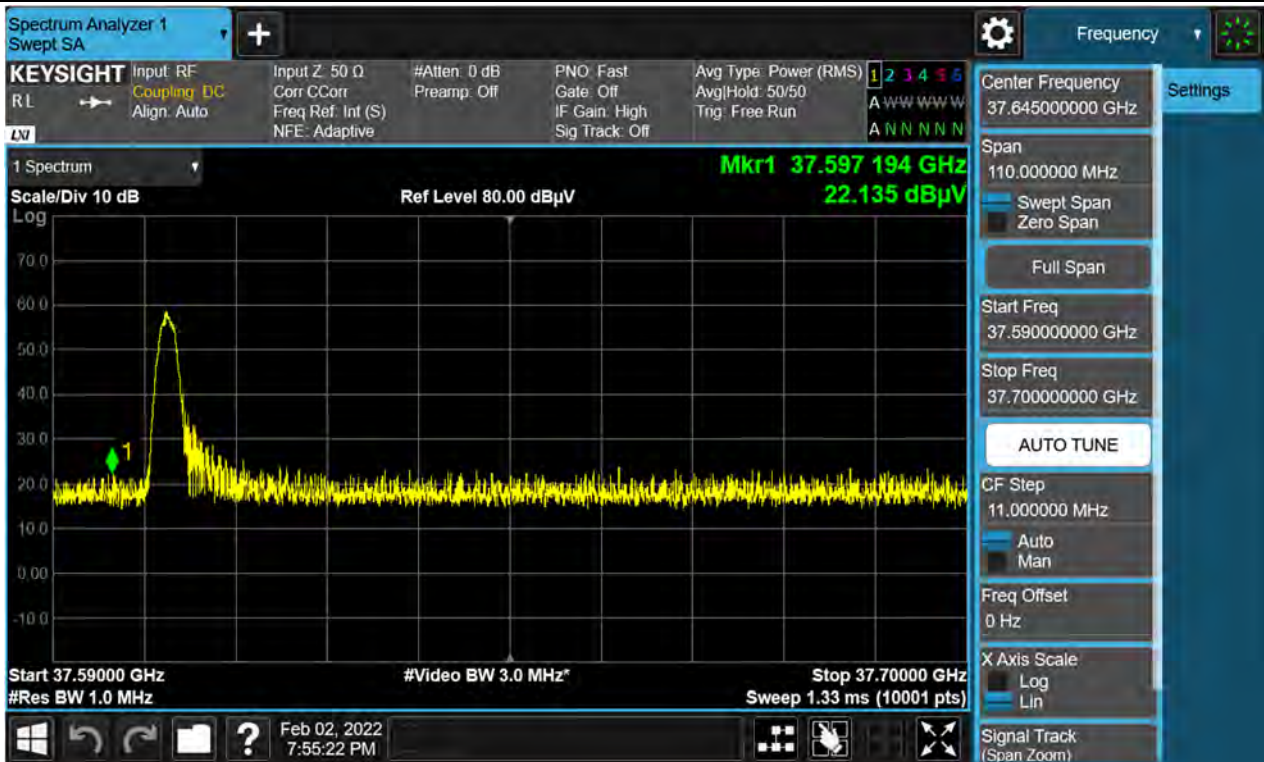 Spectrum Analyzer 1
Swept SA
+
Frequency
KEYSIGHT
RL
LXI
Input: RF
Coupling: DC
Align: Auto
Input Z: 50 Ω
Corr CCorr
Freq Ref: Int (S)
NFE: Adaptive
#Atten: 0 dB
Preamp: Off
PNO: Fast
Gate: Off
IF Gain: High
Sig Track: Off
Avg Type: Power (RMS)
Avg|Hold: 50/50
Trig: Free Run
1 2 3 4 5 6
A W W W W W
A N N N N N
1 Spectrum
Scale/Div 10 dB
Ref Level 80.00 dBµV
Mkr1 37.597 194 GHz
22.135 dBµV
Log
70.0
60.0
50.0
40.0
30.0
20.0
10.0
0.00
-10.0
1
Start 37.59000 GHz
#Video BW 3.0 MHz*
Stop 37.70000 GHz
#Res BW 1.0 MHz
Sweep 1.33 ms (10001 pts)
Center Frequency
37.645000000 GHz
Settings
Span
110.000000 MHz
Swept Span
Zero Span
Full Span
Start Freq
37.590000000 GHz
Stop Freq
37.700000000 GHz
AUTO TUNE
CF Step
11.000000 MHz
Auto
Man
Freq Offset
0 Hz
X Axis Scale
Log
Lin
Signal Track
(Span Zoom)
?
Feb 02, 2022
7:55:22 PM